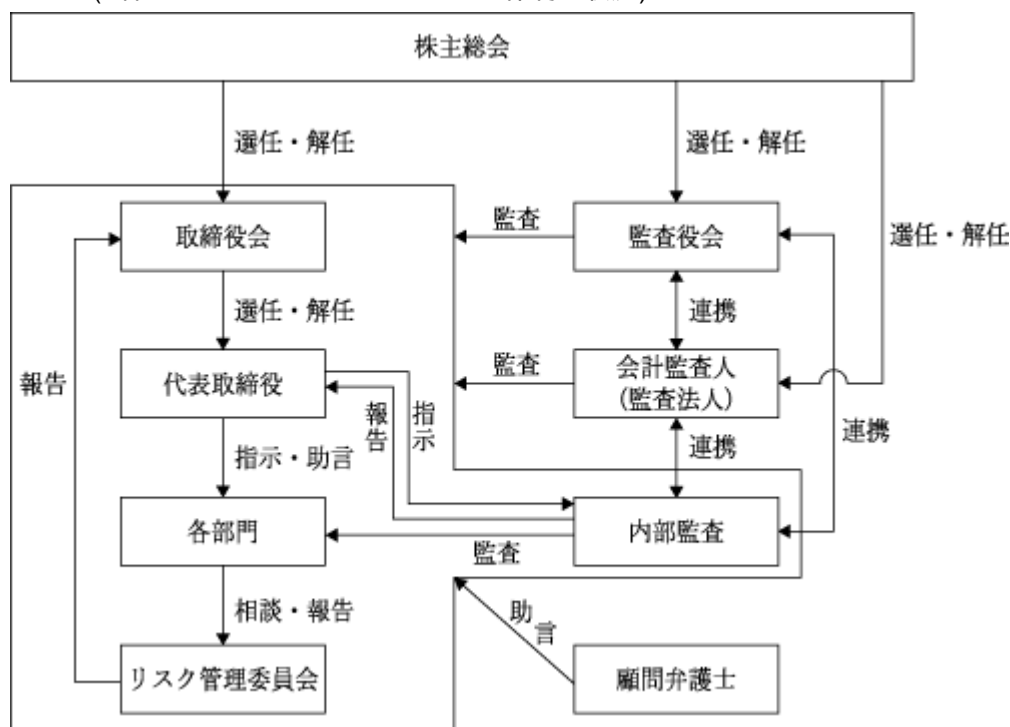 株主総会
選任・解任
選任・解任
選任・解任
取締役会
監査
監査役会
選任・解任
連携
報告
代表取締役
監査
会計監査人
(監査法人)
報告
指示
連携
指示・助言
連携
各部門
監査
内部監査
相談・報告
助言
リスク管理委員会
顧問弁護士